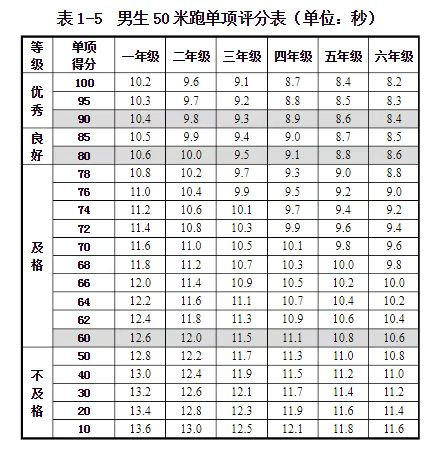 表 1-5 男生 50 米跑单项评分表（单位：秒）
等级 单项得分 一年级 二年级 三年级 四年级 五年级 六年级
优秀 100 10.2 9.6 9.1 8.7 8.4 8.2
95 10.3 9.7 9.2 8.8 8.5 8.3
90 10.4 9.8 9.3 8.9 8.6 8.4
良好 85 10.5 9.9 9.4 9.0 8.7 8.5
80 10.6 10.0 9.5 9.1 8.8 8.6
及格 78 10.8 10.2 9.7 9.3 9.0 8.8
76 11.0 10.4 9.9 9.5 9.2 9.0
74 11.2 10.6 10.1 9.7 9.4 9.2
72 11.4 10.8 10.3 9.9 9.6 9.4
70 11.6 11.0 10.5 10.1 9.8 9.6
68 11.8 11.2 10.7 10.3 10.0 9.8
66 12.0 11.4 10.9 10.5 10.2 10.0
64 12.2 11.6 11.1 10.7 10.4 10.2
62 12.4 11.8 11.3 10.9 10.6 10.4
60 12.6 12.0 11.5 11.1 10.8 10.6
不及格 50 12.8 12.2 11.7 11.3 11.0 10.8
40 13.0 12.4 11.9 11.5 11.2 11.0
30 13.2 12.6 12.1 11.7 11.4 11.2
20 13.4 12.8 12.3 11.9 11.6 11.4
10 13.6 13.0 12.5 12.1 11.8 11.6